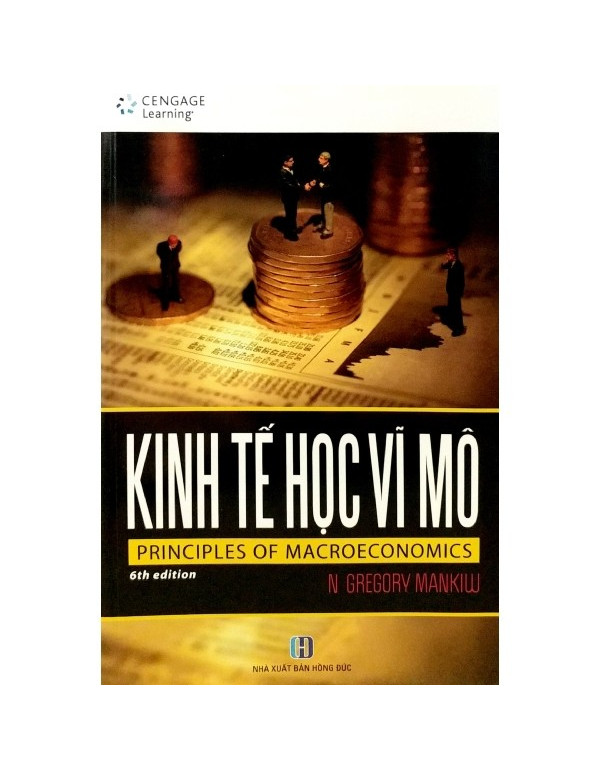 CENGAGE
Learning
KINH TẾ HỌC VĨ MÔ
PRINCIPLES OF MACROECONOMICS
6th edition
N GREGORY MANKIW
NHÀ XUẤT BẢN HỒNG ĐỨC